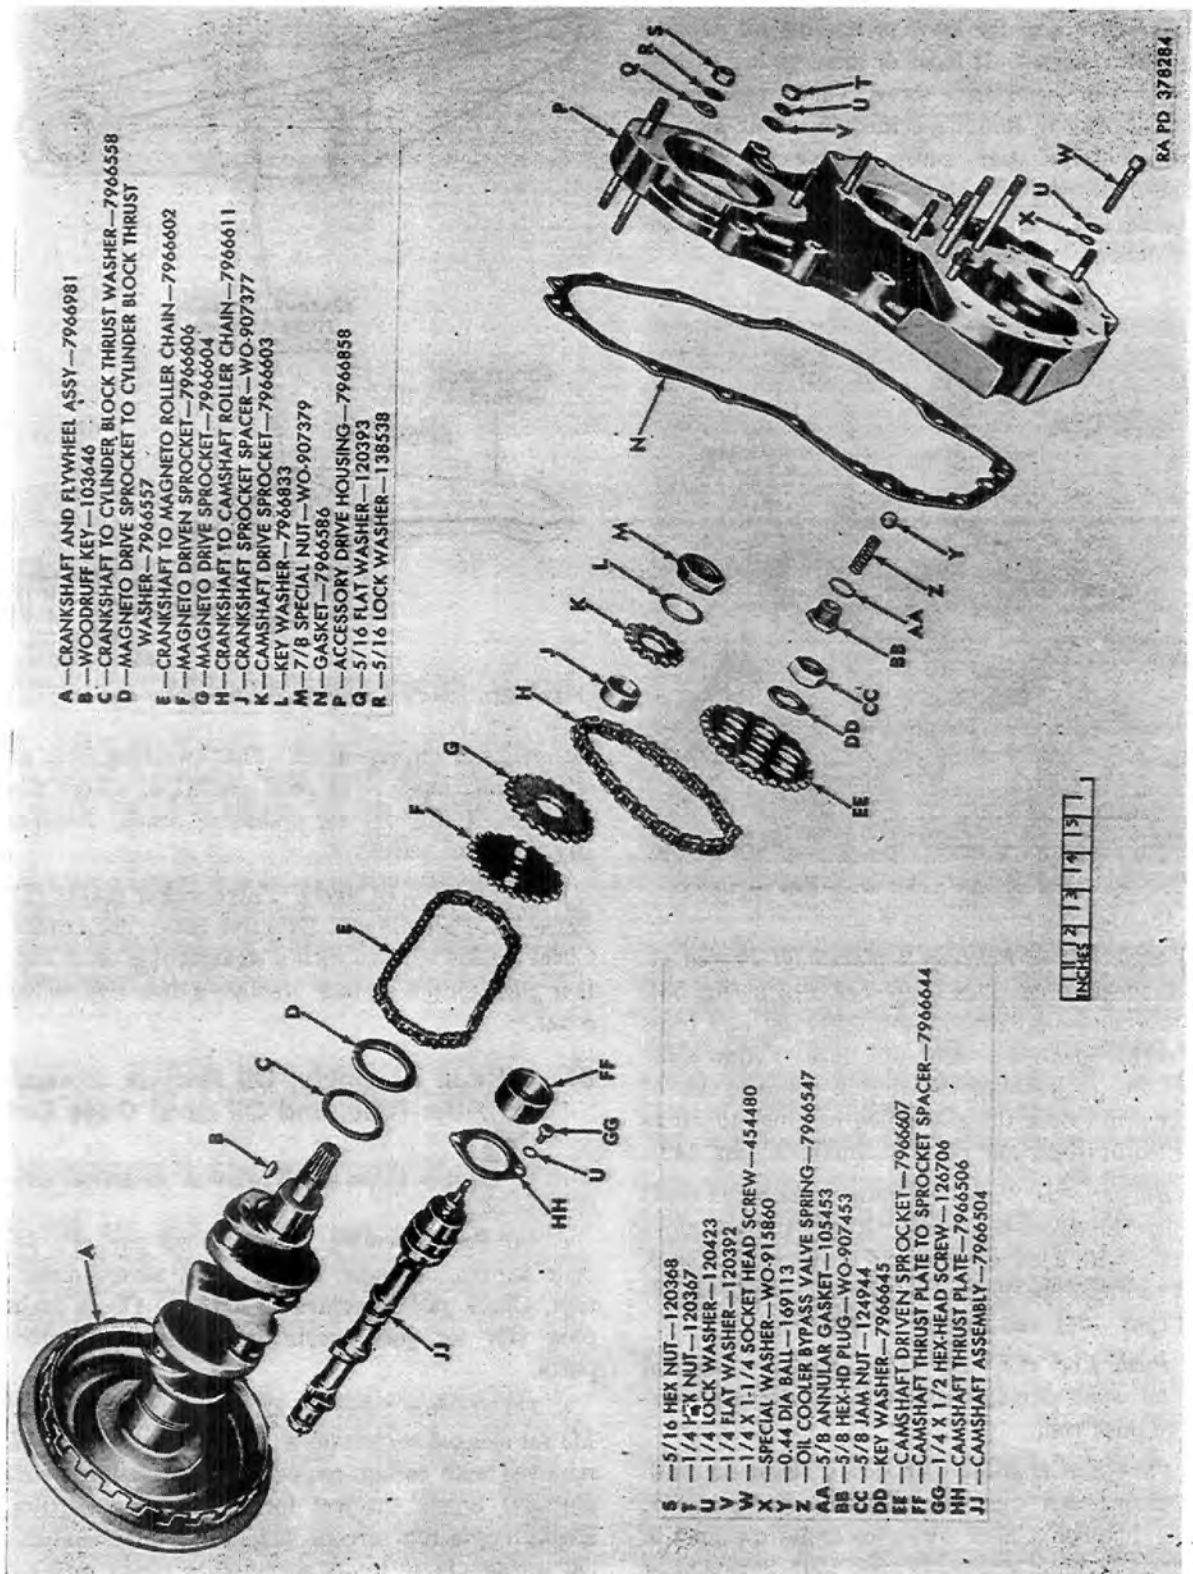 A—CRANKSHAFT AND FLYWHEEL ASSY—7966981
B—WOODRUFF KEY—103646
C—CRANKSHAFT TO CYLINDER BLOCK THRUST WASHER—7966558
D—MAGNETO DRIVE SPROCKET TO CYLINDER BLOCK THRUST
WASHER—7966557
E—CRANKSHAFT TO MAGNETO ROLLER CHAIN—7966602
F—MAGNETO DRIVEN SPROCKET—7966606
G—MAGNETO DRIVE SPROCKET—7966604
H—CRANKSHAFT TO CAMSHAFT ROLLER CHAIN—7966611
J—CRANKSHAFT SPROCKET SPACER—WO-907377
K—CAMSHAFT DRIVE SPROCKET—7966603
L—KEY WASHER—7966833
M—7/8 SPECIAL NUT—WO-907379
N—GASKET—7966586
P—ACCESSORY DRIVE HOUSING—7966858
Q—5/16 FLAT WASHER—120393
R—5/16 LOCK WASHER—138538
S—5/16 HEX NUT—120368
T—1/4 HEX NUT—120367
U—1/4 LOCK WASHER—120423
V—1/4 FLAT WASHER—120392
W—1/4 X 1-1/4 SOCKET HEAD SCREW—454480
X—SPECIAL WASHER—WO-915860
Y—0.44 DIA BALL—169113
Z—OIL COOLER BYPASS VALVE SPRING—7966547
AA—5/8 ANNULAR GASKET—105453
BB—5/8 HEX-HD PLUG—WO-907453
CC—5/8 JAM NUT—124944
DD—KEY WASHER—7966645
EE—CAMSHAFT DRIVEN SPROCKET—7966607
FF—CAMSHAFT THRUST PLATE TO SPROCKET SPACER—7966644
GG—1/4 X 1/2 HEX-HEAD SCREW—126706
HH—CAMSHAFT THRUST PLATE—7966506
JJ—CAMSHAFT ASSEMBLY—7966504
A
B
C
D
E
F
G
H
J
K
L
M
N
P
Q
R
S
T
U
V
W
U
X
Y
Z
AA
BB
CC
DD
EE
FF
GG
U
HH
JJ
INCHES 1 2 3 4 5
RA PD 378284